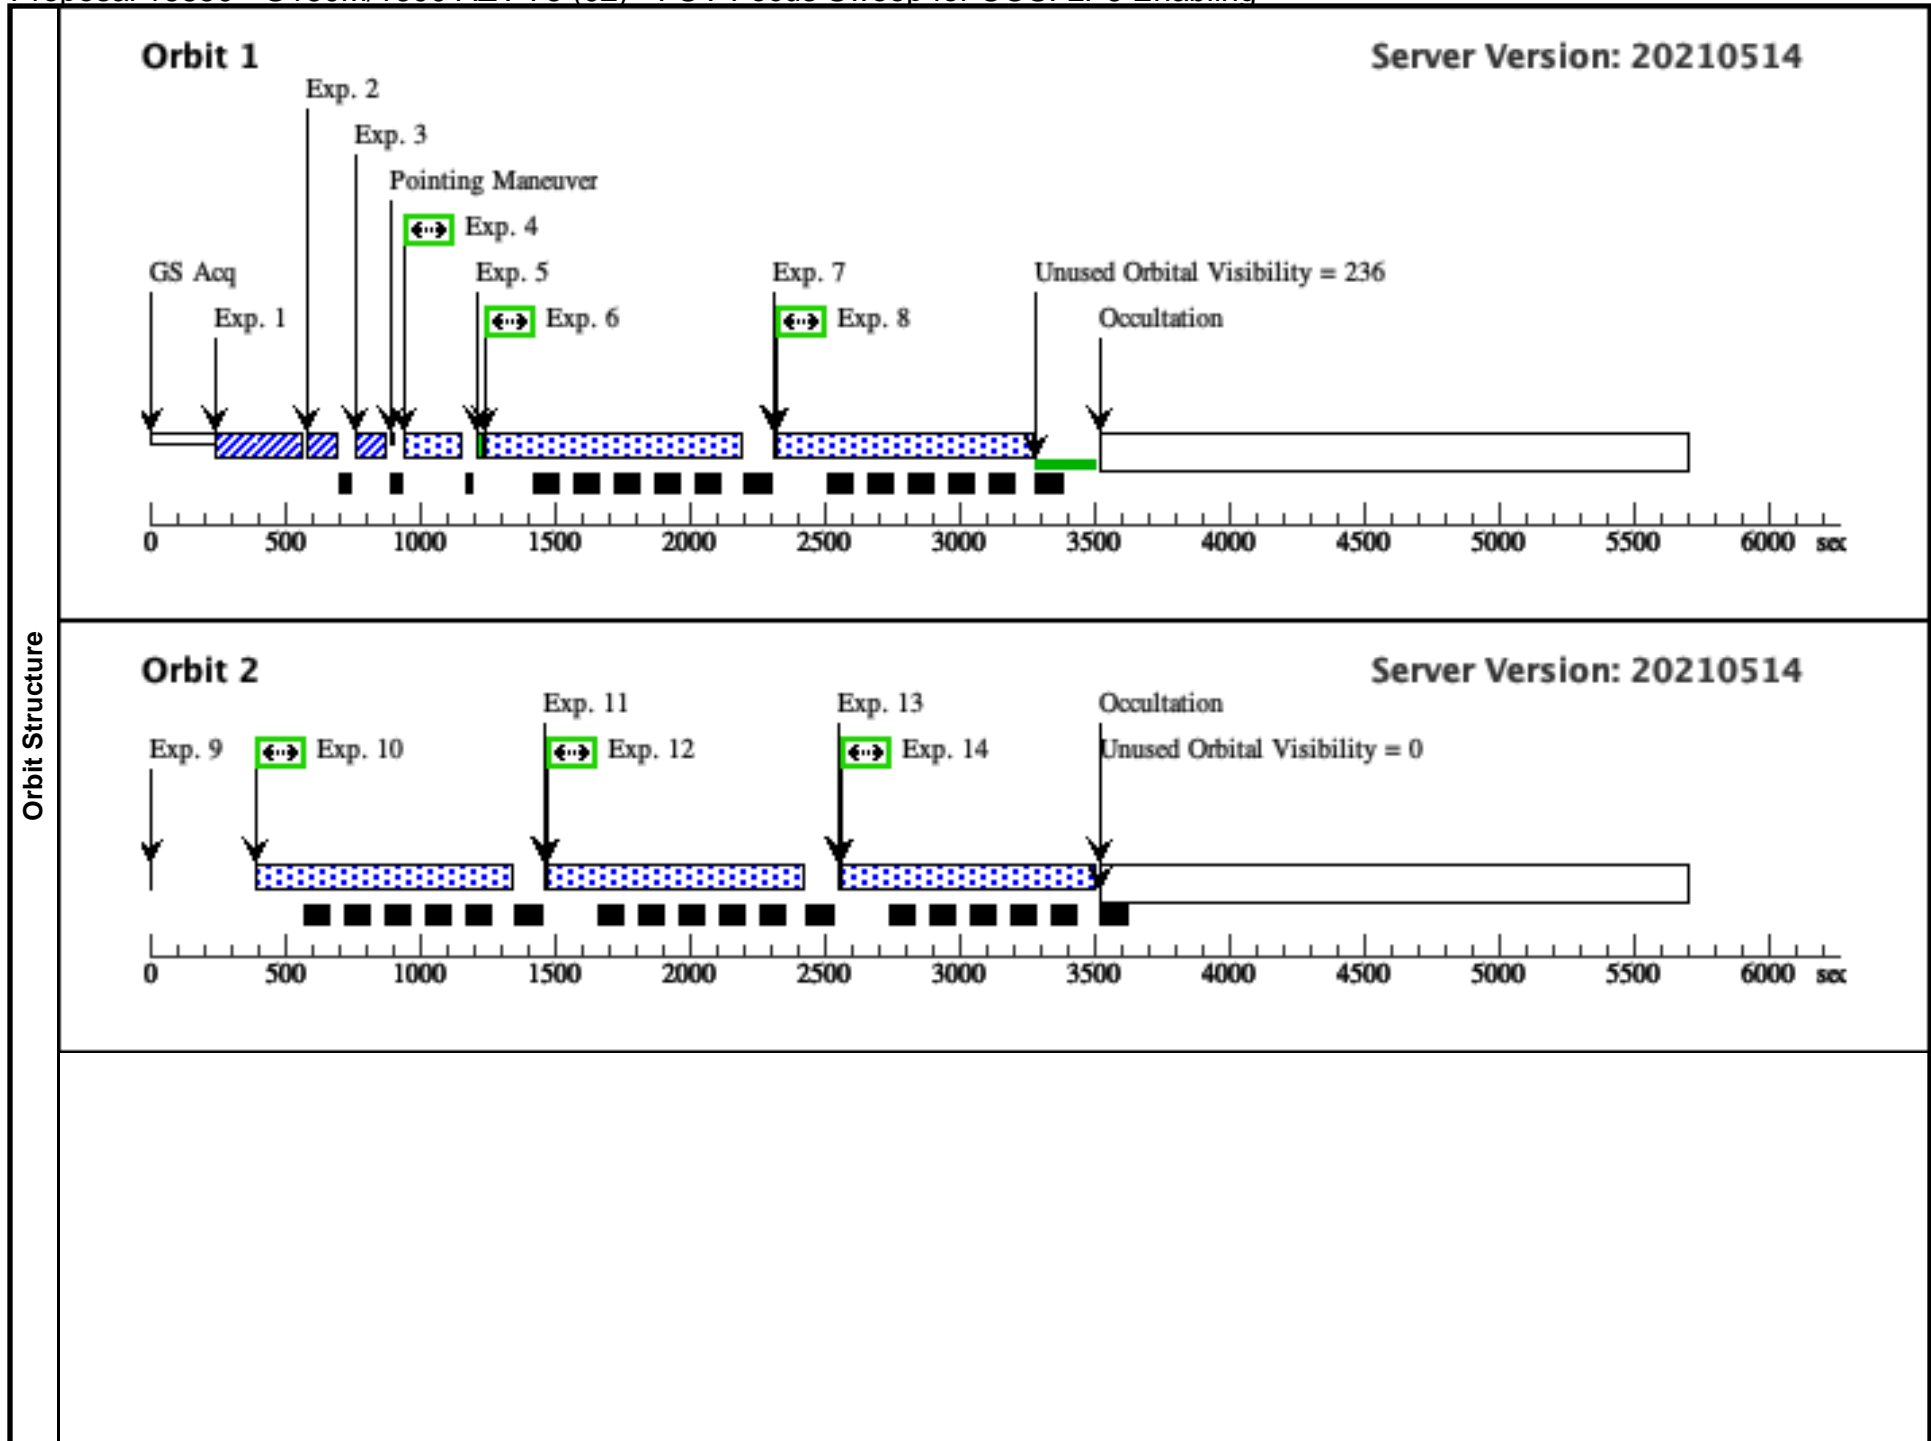 Orbit Structure
Orbit 1
Server Version: 20210514
Exp. 2
Exp. 3
Pointing Maneuver
Exp. 4
GS Acq
Exp. 5
Exp. 7
Unused Orbital Visibility = 236
Exp. 1
Exp. 6
Exp. 8
Occultation
0 500 1000 1500 2000 2500 3000 3500 4000 4500 5000 5500 6000 sec
Orbit 2
Server Version: 20210514
Exp. 11
Exp. 13
Occultation
Exp. 9
Exp. 10
Exp. 12
Exp. 14
Unused Orbital Visibility = 0
0 500 1000 1500 2000 2500 3000 3500 4000 4500 5000 5500 6000 sec